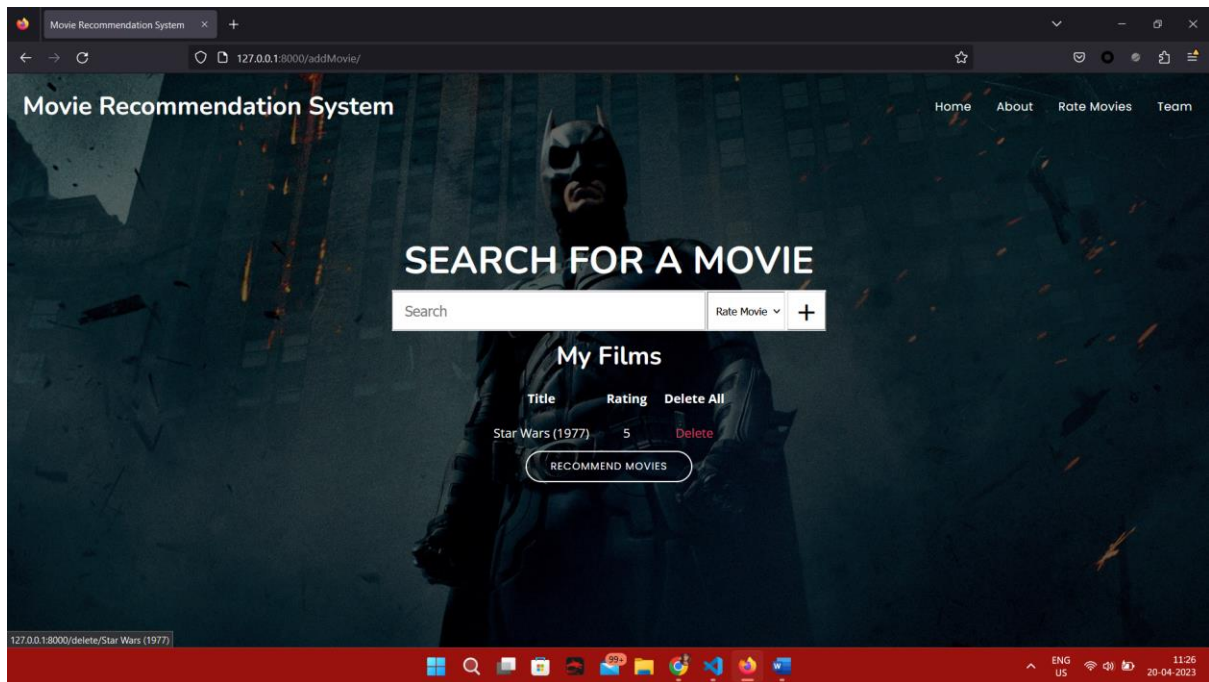 Movie Recommendation System × +
127.0.0.1:8000/addMovie/
Movie Recommendation System
Home About Rate Movies Team
SEARCH FOR A MOVIE
Search Rate Movie +
My Films
Title Rating Delete All
Star Wars (1977) 5 Delete
RECOMMEND MOVIES
127.0.0.1:8000/delete/Star Wars (1977)
99+
W
ENG
US
11:26
20-04-2023